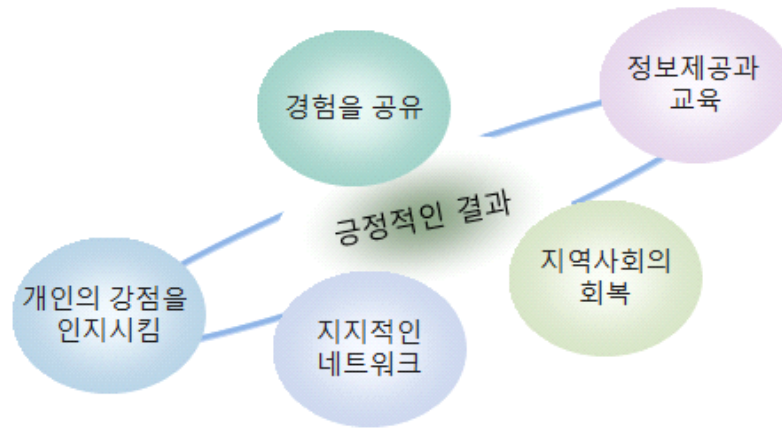 경험을 공유
정보제공과
교육
긍정적인 결과
개인의 강점을
인지시킴
지지적인
네트워크
지역사회의
회복